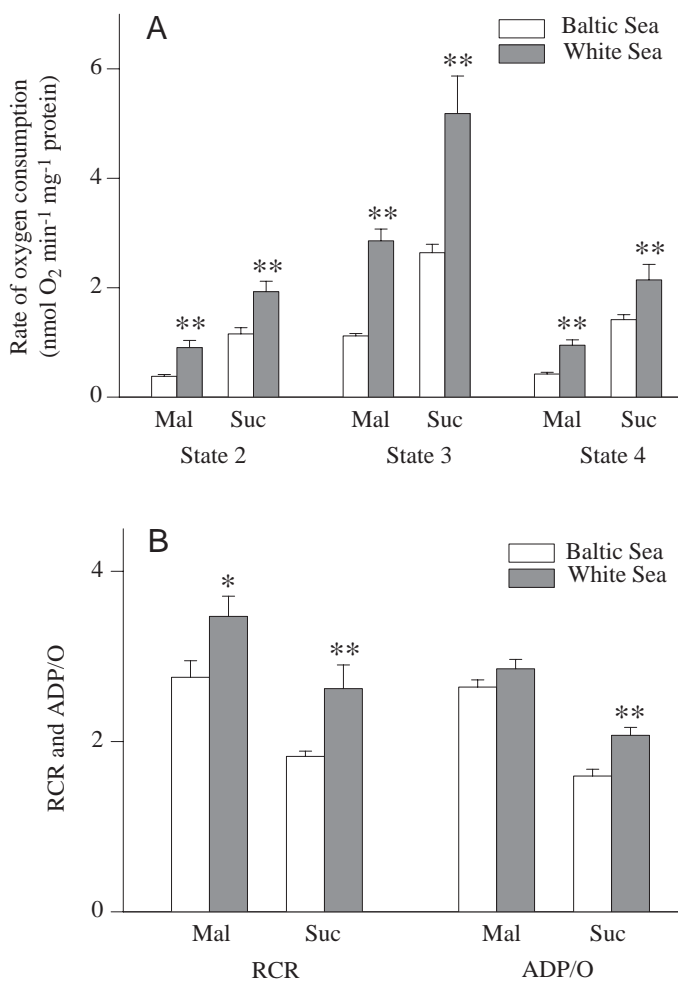 A
Baltic Sea
White Sea
Rate of oxygen consumption
(nmol O2 min-1 mg-1 protein)
6
4
2
0
**
**
**
**
**
**
Mal Suc Mal Suc Mal Suc
State 2 State 3 State 4
B
Baltic Sea
White Sea
RCR and ADP/O
4
2
0
*
**
**
Mal Suc Mal Suc
RCR ADP/O